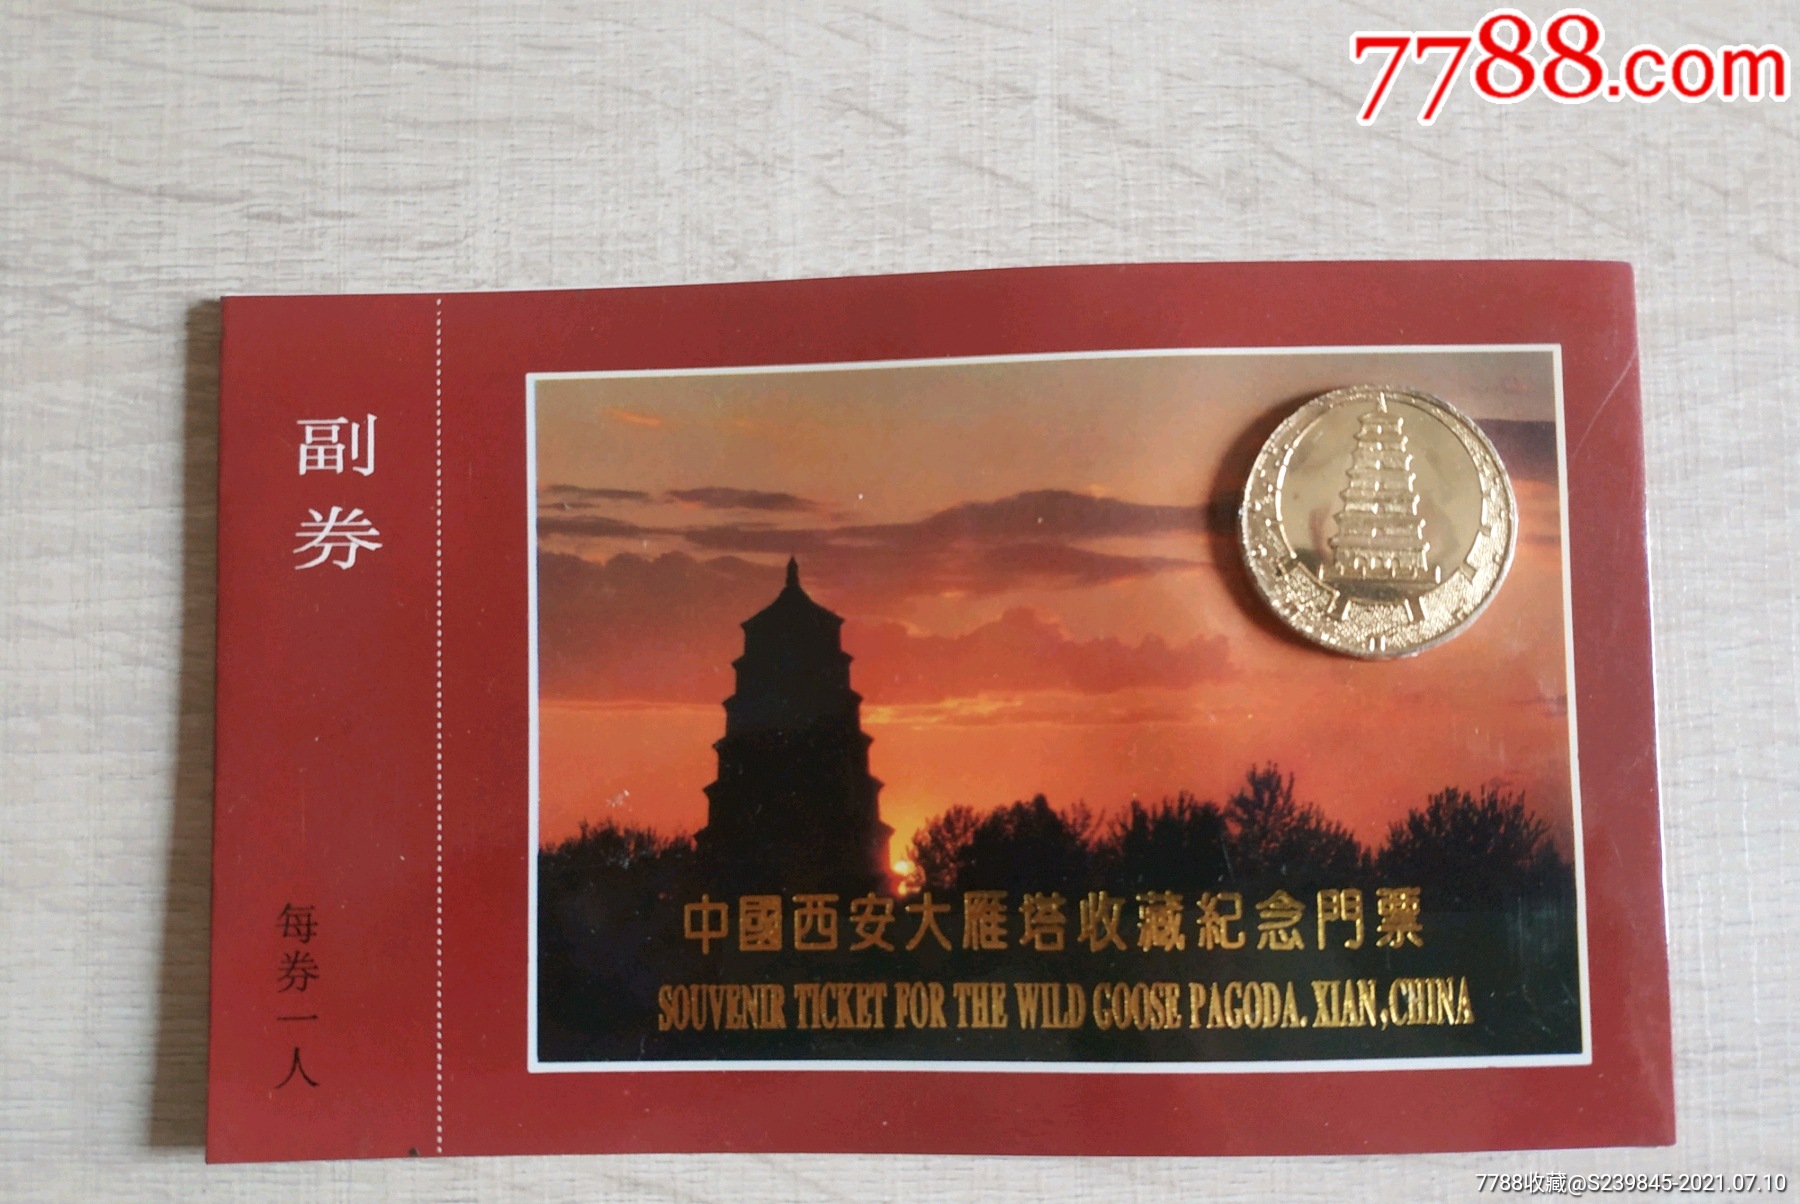 7788.com
副券
每券一人
中國西安大雁塔收藏紀念門票
SOUVENIR TICKET FOR THE WILD GOOSE PAGODA. XIAN,CHINA
7788收藏@S239845-2021.07.10